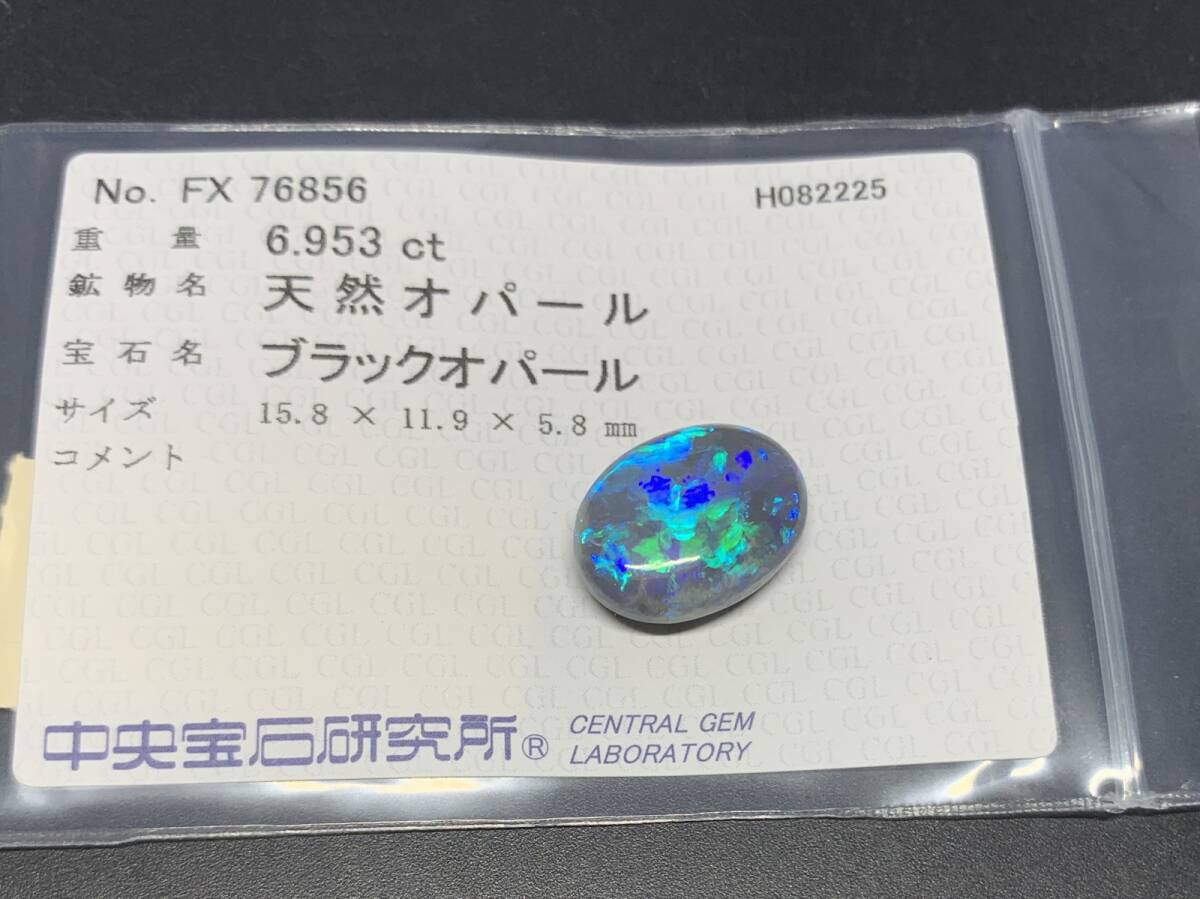 No. FX 76856 H082225
重量 6.953 ct
鉱物名 天然オパール
宝石名 ブラックオパール
サイズ 15.8 × 11.9 × 5.8 mm
コメント
中央宝石研究所® CENTRAL GEM
LABORATORY